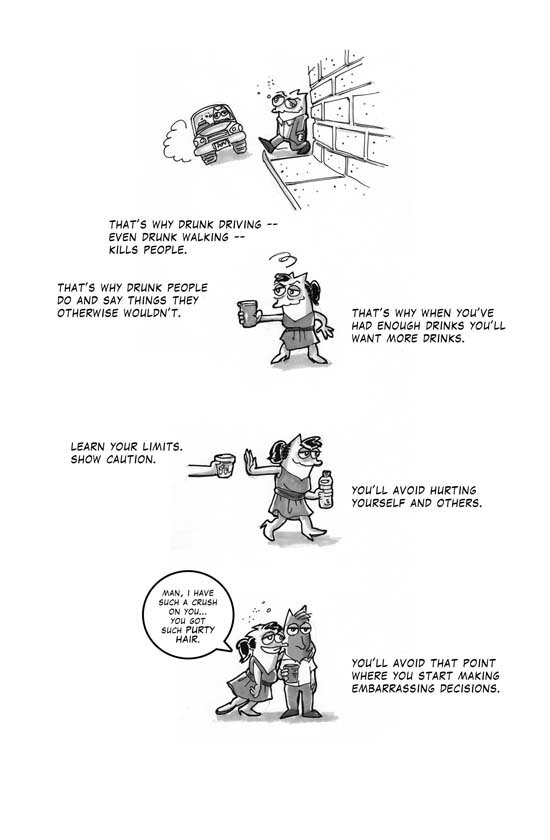 THAT'S WHY DRUNK DRIVING --
EVEN DRUNK WALKING --
KILLS PEOPLE.
THAT'S WHY DRUNK PEOPLE
DO AND SAY THINGS THEY
OTHERWISE WOULDN'T.
THAT'S WHY WHEN YOU'VE
HAD ENOUGH DRINKS YOU'LL
WANT MORE DRINKS.
LEARN YOUR LIMITS.
SHOW CAUTION.
YOU'LL AVOID HURTING
YOURSELF AND OTHERS.
MAN, I HAVE
SUCH A CRUSH
ON YOU...
YOU GOT
SUCH PURTY
HAIR.
YOU'LL AVOID THAT POINT
WHERE YOU START MAKING
EMBARRASSING DECISIONS.